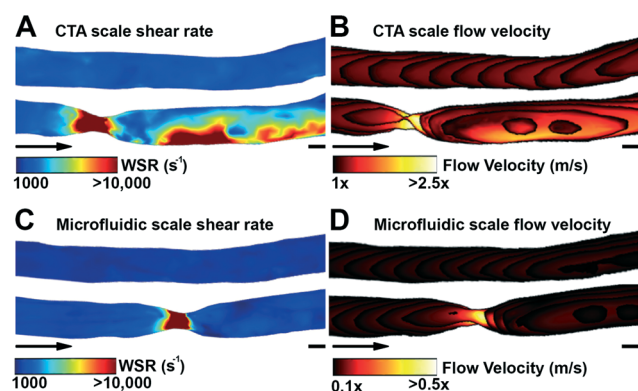 A CTA scale shear rate
WSR (s-1)
1000 >10,000
B CTA scale flow velocity
Flow Velocity (m/s)
1x >2.5x
C Microfluidic scale shear rate
WSR (s-1)
1000 >10,000
D Microfluidic scale flow velocity
Flow Velocity (m/s)
0.1x >0.5x